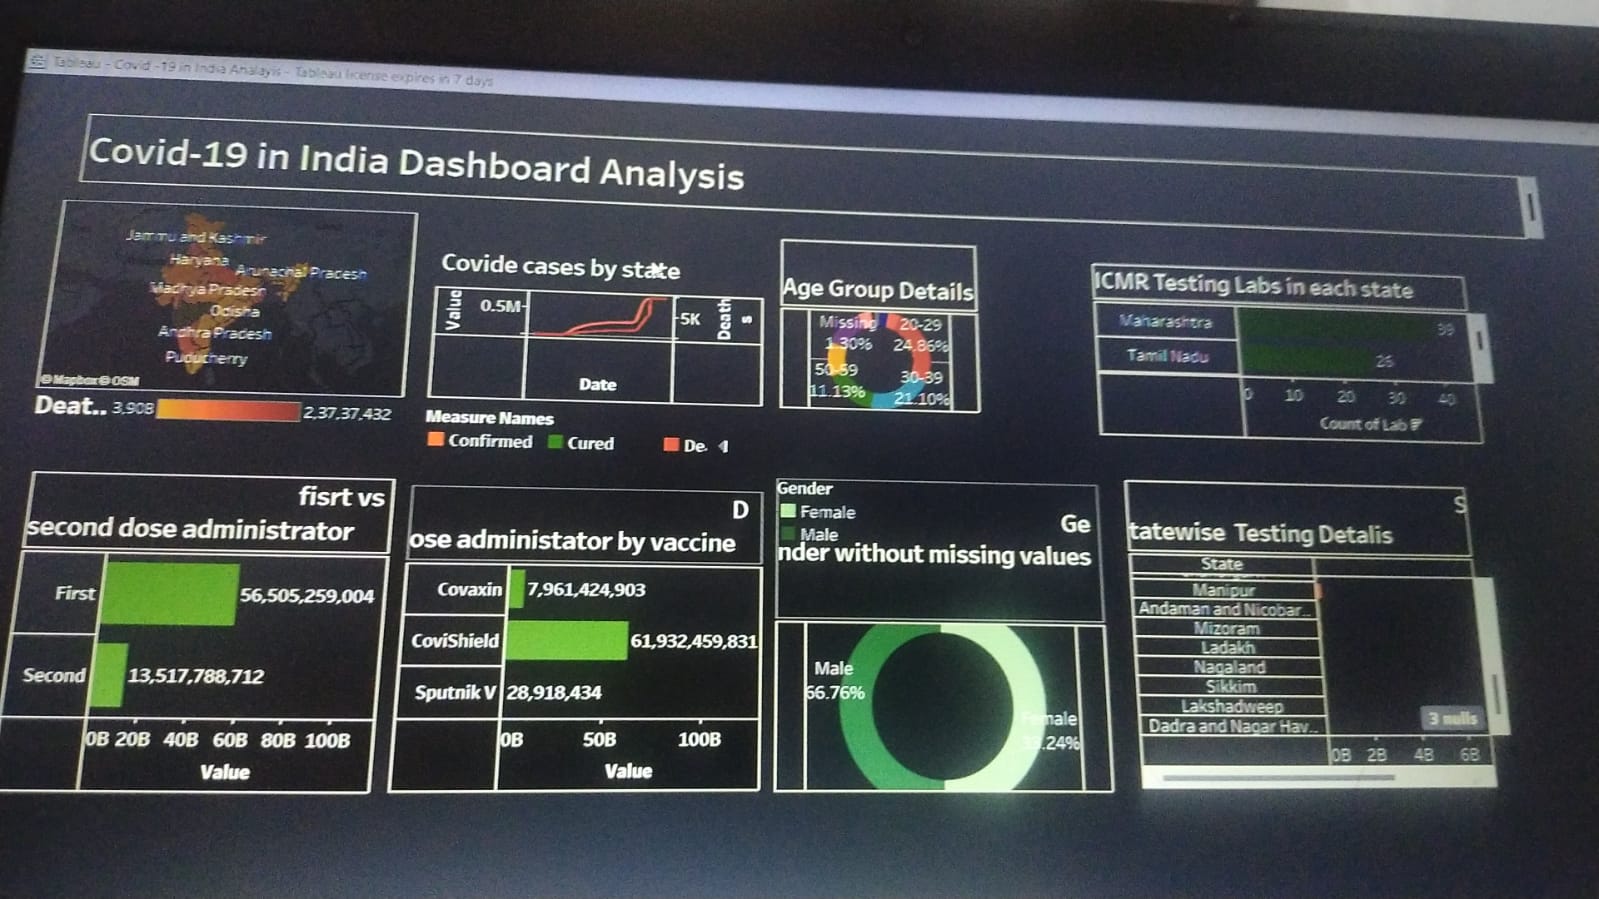 Tableau - Covid -19 in India Analayis - Tableau license expires in 7 days
Covid-19 in India Dashboard Analysis
Jammu and Kashmir
Haryana
Arunachal Pradesh
Madhya Pradesh
Odisha
Andhra Pradesh
Puducherry
© Mapbox © OSM
Deat.. 3,908 2,37,37,432
Covide cases by state
Value
0.5M
5K
Death
s
Date
Measure Names
Confirmed Cured De.
Age Group Details
Missing 20-29
1.30% 24.86%
50-59 30-39
11.13% 21.10%
ICMR Testing Labs in each state
Maharashtra 39
Tamil Nadu 26
0 10 20 30 40
Count of Lab
fisrt vs
second dose administrator
First 56,505,259,004
Second 13,517,788,712
0B 20B 40B 60B 80B 100B
Value
D
ose administator by vaccine
Covaxin 7,961,424,903
CoviShield 61,932,459,831
Sputnik V 28,918,434
0B 50B 100B
Value
Gender
Female
Male
Ge
nder without missing values
Male
66.76%
Female
.24%
S
tatewise Testing Detalis
State
Manipur
Andaman and Nicobar..
Mizoram
Ladakh
Nagaland
Sikkim
Lakshadweep
Dadra and Nagar Hav..
3 nulls
0B 2B 4B 6B